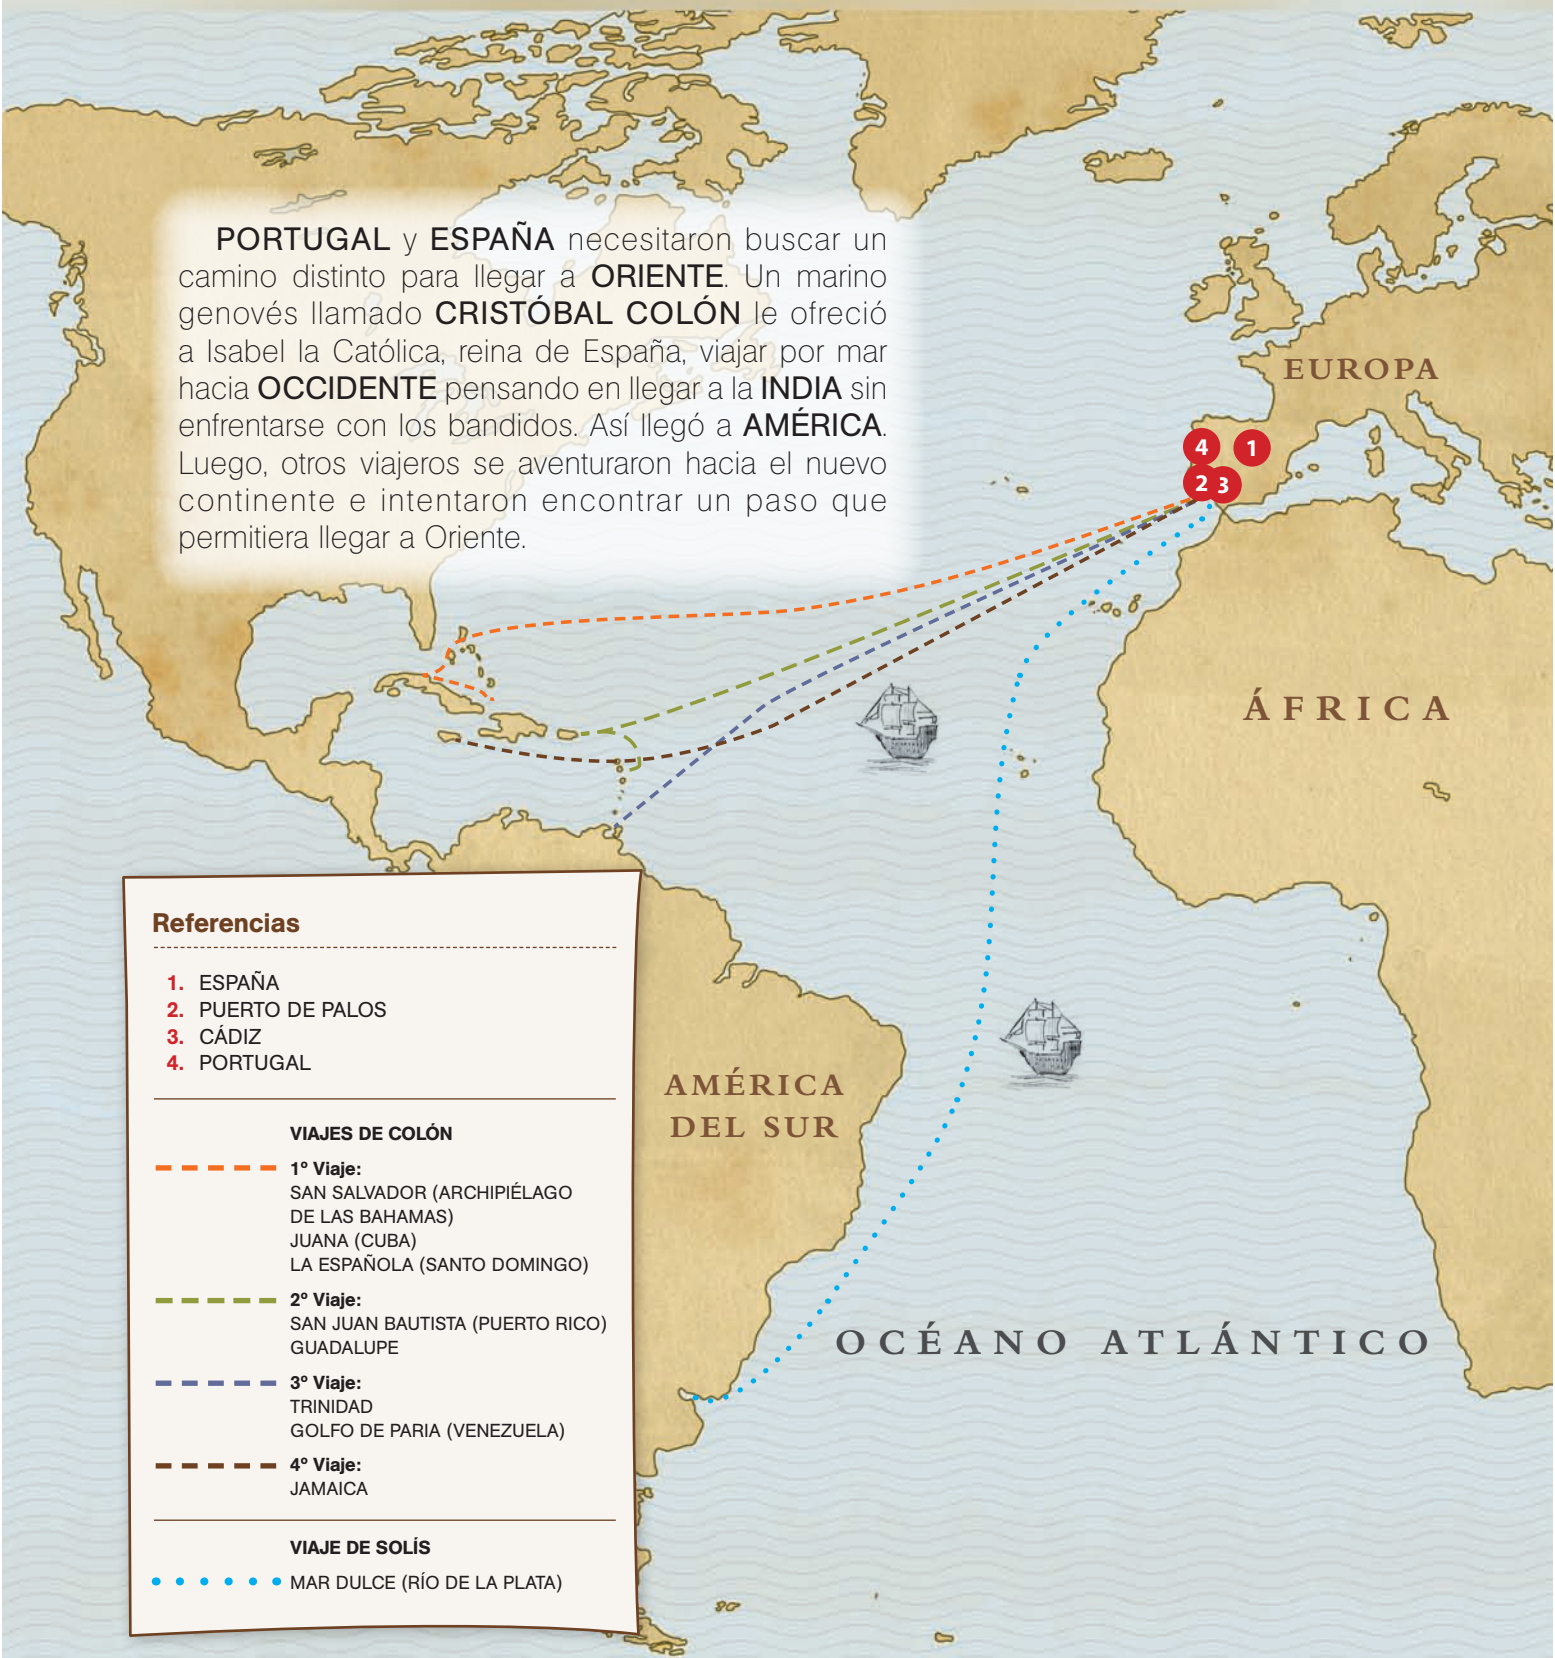 PORTUGAL y ESPAÑA necesitaron buscar un
camino distinto para llegar a ORIENTE. Un marino
genovés llamado CRISTÓBAL COLÓN le ofreció
a Isabel la Católica, reina de España, viajar por mar
hacia OCCIDENTE pensando en llegar a la INDIA sin
enfrentarse con los bandidos. Así llegó a AMÉRICA.
Luego, otros viajeros se aventuraron hacia el nuevo
continente e intentaron encontrar un paso que
permitiera llegar a Oriente.
EUROPA
4 1
2 3
ÁFRICA
AMÉRICA
DEL SUR
OCÉANO ATLÁNTICO
Referencias
1. ESPAÑA
2. PUERTO DE PALOS
3. CÁDIZ
4. PORTUGAL
VIAJES DE COLÓN
1º Viaje:
SAN SALVADOR (ARCHIPIÉLAGO
DE LAS BAHAMAS)
JUANA (CUBA)
LA ESPAÑOLA (SANTO DOMINGO)
2º Viaje:
SAN JUAN BAUTISTA (PUERTO RICO)
GUADALUPE
3º Viaje:
TRINIDAD
GOLFO DE PARIA (VENEZUELA)
4º Viaje:
JAMAICA
VIAJE DE SOLÍS
MAR DULCE (RÍO DE LA PLATA)